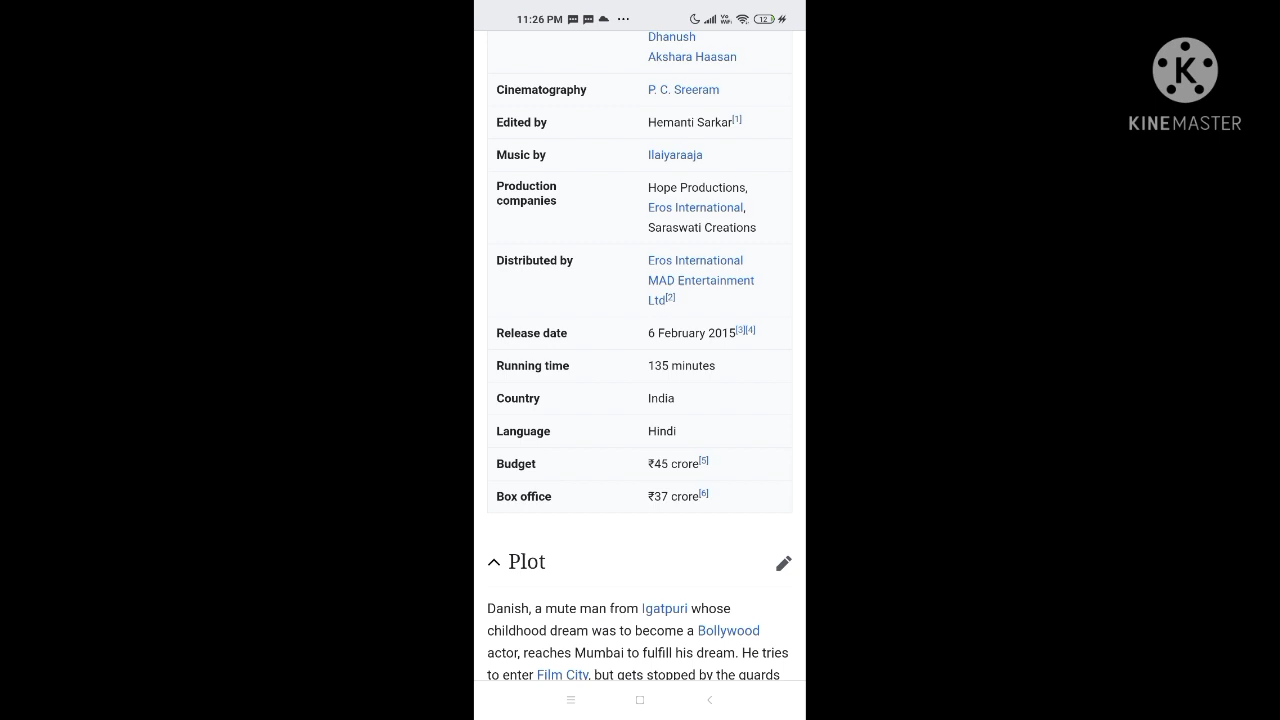 11:26 PM
Vo
WiFi
12
Dhanush
Akshara Haasan
Cinematography P. C. Sreeram
Edited by Hemanti Sarkar[1]
Music by Ilaiyaraaja
Production
companies
Hope Productions,
Eros International,
Saraswati Creations
Distributed by Eros International
MAD Entertainment
Ltd[2]
Release date 6 February 2015[3][4]
Running time 135 minutes
Country India
Language Hindi
Budget ₹45 crore[5]
Box office ₹37 crore[6]
Plot
Danish, a mute man from Igatpuri whose
childhood dream was to become a Bollywood
actor, reaches Mumbai to fulfill his dream. He tries
to enter Film City, but gets stopped by the guards
K
KINEMASTER